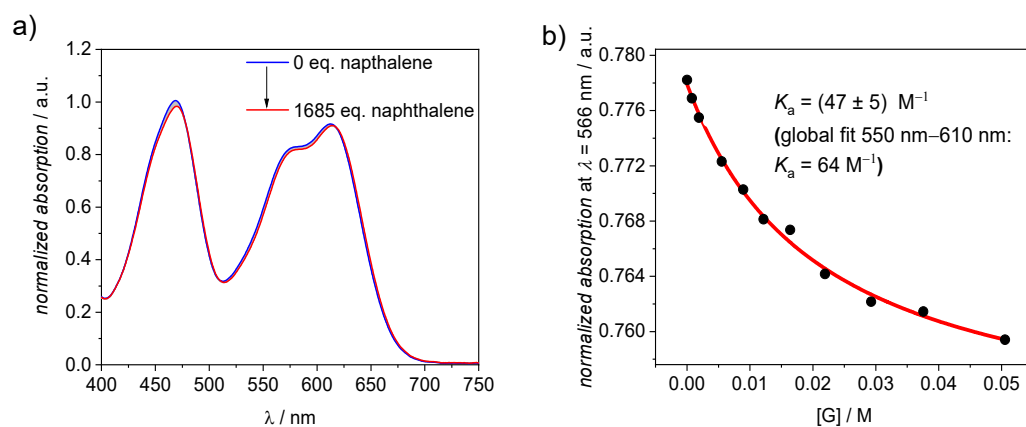 a)
normalized absorption / a.u.
1.2
1.0
0.8
0.6
0.4
0.2
0.0
0 eq. napthalene
1685 eq. naphthalene
400 450 500 550 600 650 700 750
λ / nm
b)
normalized absorption at λ = 566 nm / a.u.
0.780
0.776
0.772
0.768
0.764
0.760
Ka = (47 ± 5) M⁻¹
(global fit 550 nm–610 nm:
Ka = 64 M⁻¹)
0.00 0.01 0.02 0.03 0.04 0.05
[G] / M